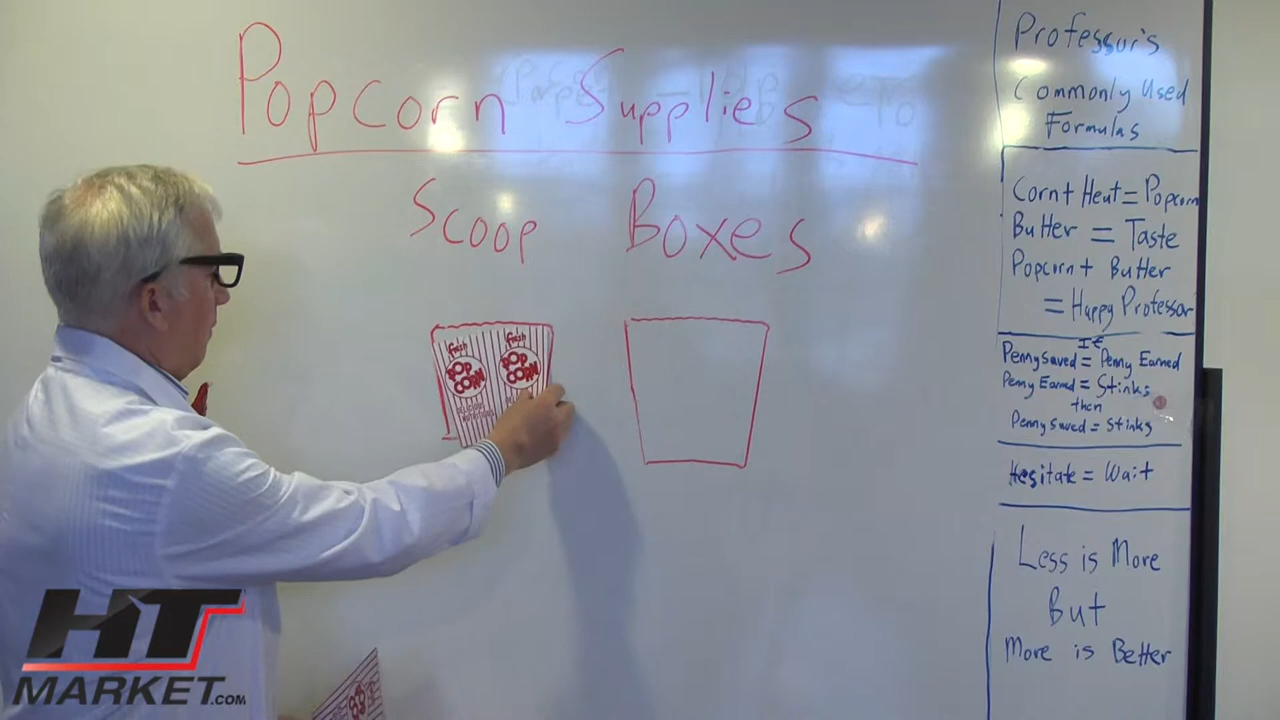 Popcorn Supplies
Scoop Boxes
fresh
POP
CORN
fresh
POP
CORN
Professor's
Commonly Used
Formulas
Corn + Heat = Popcorn
Butter = Taste
Popcorn + Butter
= Happy Professor
If
Penny Saved = Penny Earned
Penny Earned = Stinks
then
Penny Saved = Stinks
Hesitate = Wait
Less is More
But
More is Better
HT
MARKET.COM